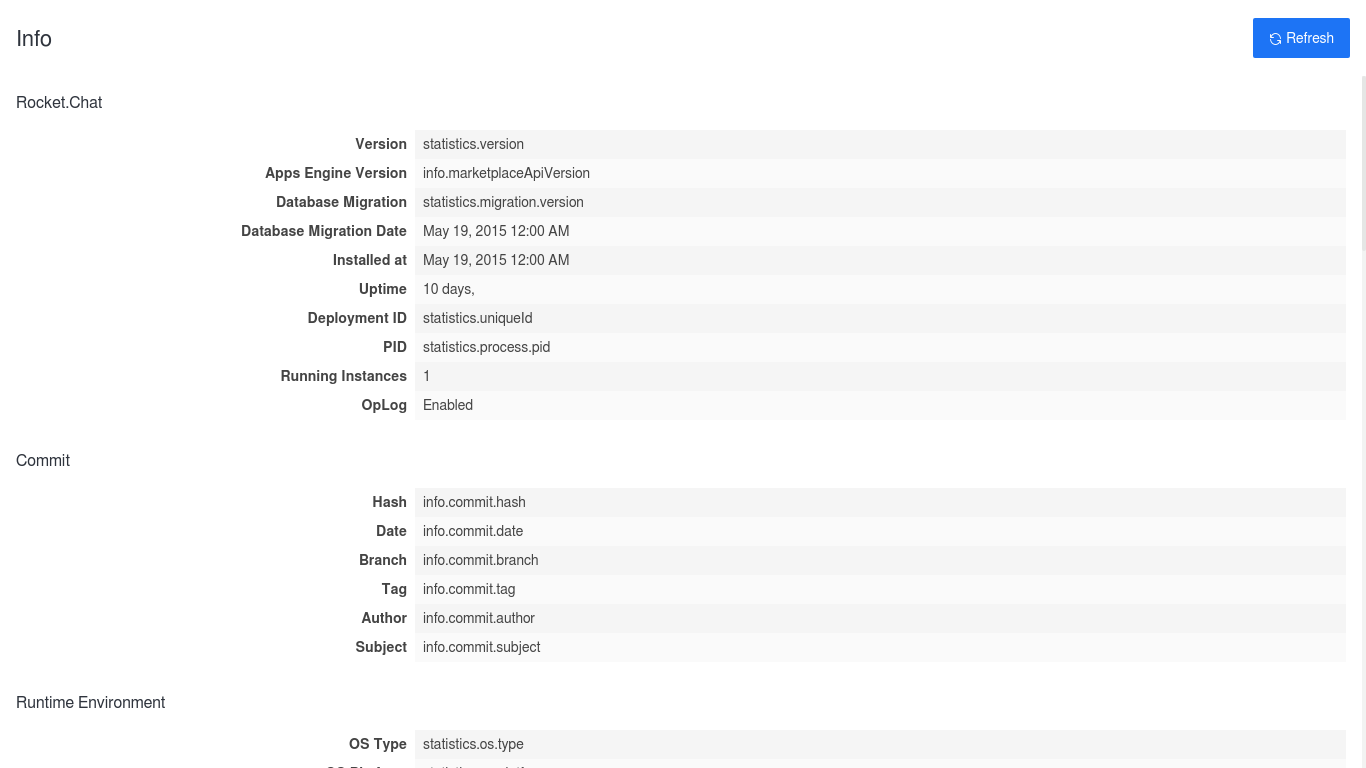 Info
Refresh
Rocket.Chat
Version statistics.version
Apps Engine Version info.marketplaceApiVersion
Database Migration statistics.migration.version
Database Migration Date May 19, 2015 12:00 AM
Installed at May 19, 2015 12:00 AM
Uptime 10 days,
Deployment ID statistics.uniqueId
PID statistics.process.pid
Running Instances 1
OpLog Enabled
Commit
Hash info.commit.hash
Date info.commit.date
Branch info.commit.branch
Tag info.commit.tag
Author info.commit.author
Subject info.commit.subject
Runtime Environment
OS Type statistics.os.type